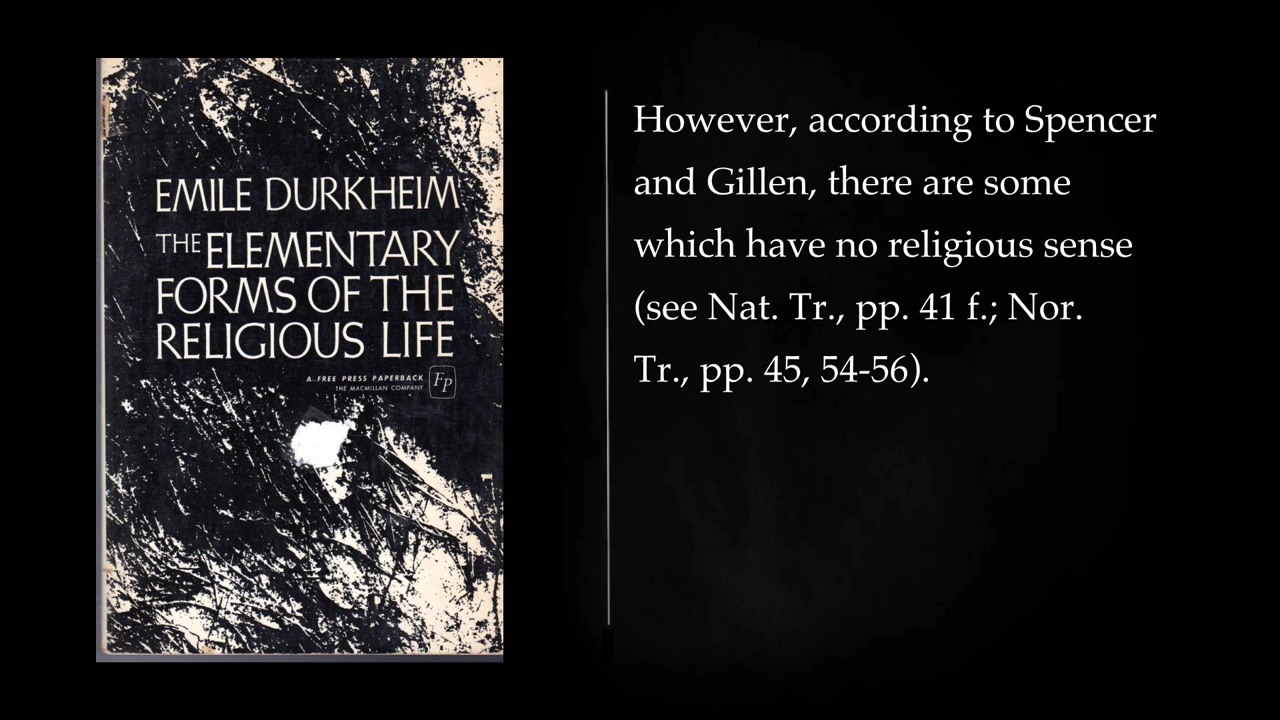 EMILE DURKHEIM
THE ELEMENTARY
FORMS OF THE
RELIGIOUS LIFE
A FREE PRESS PAPERBACK
THE MACMILLAN COMPANY
Fp
However, according to Spencer
and Gillen, there are some
which have no religious sense
(see Nat. Tr., pp. 41 f.; Nor.
Tr., pp. 45, 54-56).